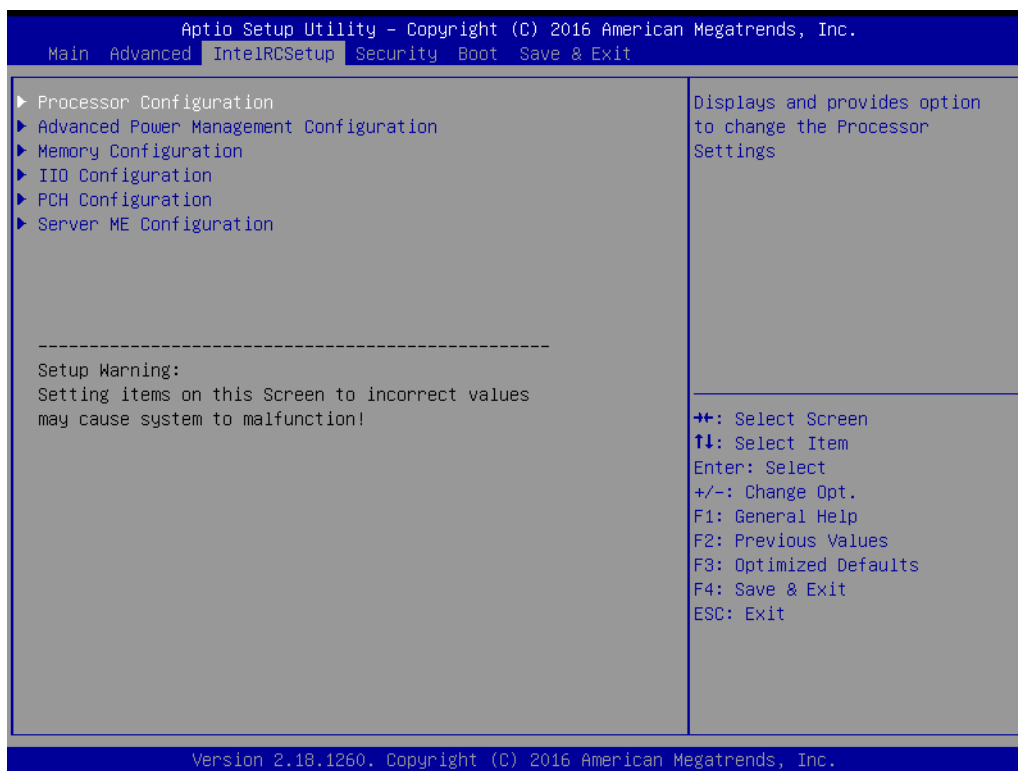 Aptio Setup Utility – Copyright (C) 2016 American Megatrends, Inc.
Main Advanced IntelRCSetup Security Boot Save & Exit
▶ Processor Configuration
▶ Advanced Power Management Configuration
▶ Memory Configuration
▶ IIO Configuration
▶ PCH Configuration
▶ Server ME Configuration
--------------------------------------------------
Setup Warning:
Setting items on this Screen to incorrect values
may cause system to malfunction!
Displays and provides option
to change the Processor
Settings
→←: Select Screen
↑↓: Select Item
Enter: Select
+/-: Change Opt.
F1: General Help
F2: Previous Values
F3: Optimized Defaults
F4: Save & Exit
ESC: Exit
Version 2.18.1260. Copyright (C) 2016 American Megatrends, Inc.